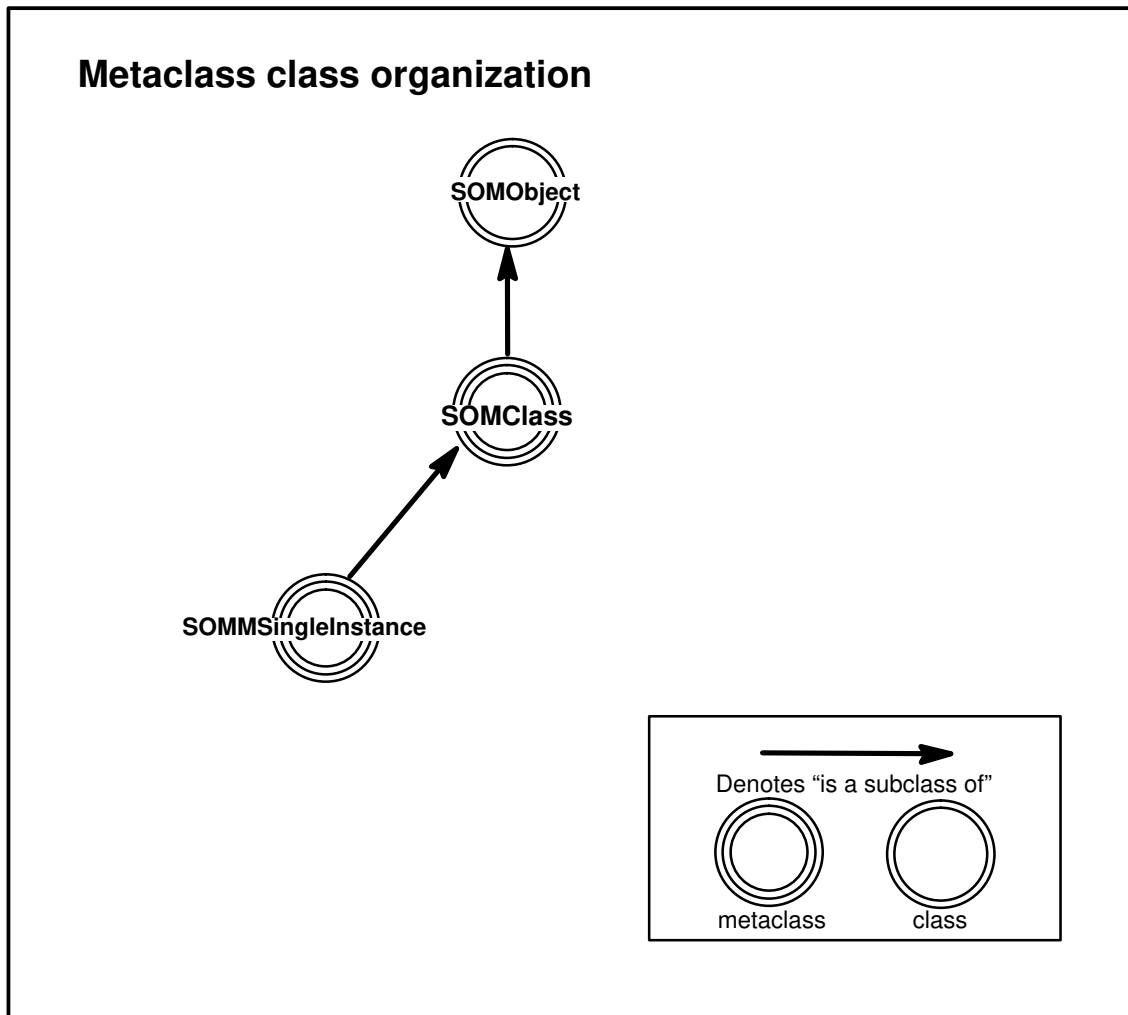 Metaclass class organization
SOMObject
SOMClass
SOMMSingleInstance
Denotes “is a subclass of”
metaclass
class